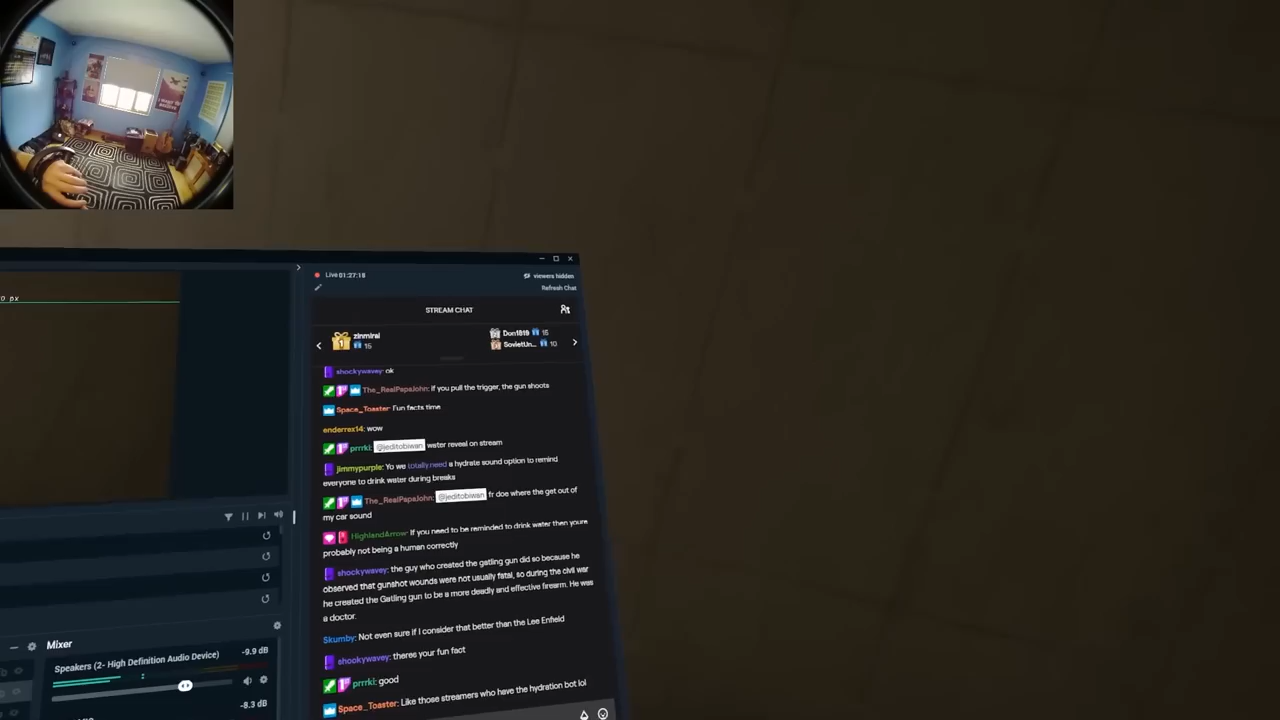 I WANT TO BELIEVE
0 px
Live 01:27:18
viewers hidden
Refresh Chat
STREAM CHAT
zinmirai
15
Don1819 15
SovietUn... 10
shockywavey: ok
The_RealPapaJohn: if you pull the trigger, the gun shoots
Space_Toaster: Fun facts time
enderrex14: wow
prrrkl: @jeditobiwan water reveal on stream
jimmypurple: Yo we totally need a hydrate sound option to remind
everyone to drink water during breaks
The_RealPapaJohn: @jeditobiwan fr doe where the get out of
my car sound
HighlandArrow: If you need to be reminded to drink water then youre
probably not being a human correctly
shockywavey: the guy who created the gatling gun did so because he
observed that gunshot wounds were not usually fatal, so during the civil war
he created the Gatling gun to be a more deadly and effective firearm. He was
a doctor.
Skumby: Not even sure if I consider that better than the Lee Enfield
shockywavey: theres your fun fact
prrrkl: good
Space_Toaster: Like those streamers who have the hydration bot lol
Mixer
Speakers (2- High Definition Audio Device)
-9.9 dB
-8.3 dB